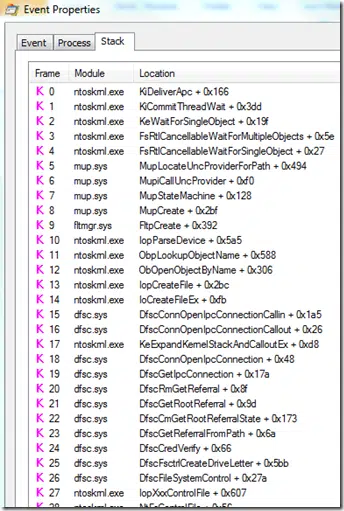 Event Properties
Event Process Stack
Frame Module Location
K 0 ntoskrnl.exe KiDeliverApc + 0x166
K 1 ntoskrnl.exe KiCommitThreadWait + 0x3dd
K 2 ntoskrnl.exe KeWaitForSingleObject + 0x19f
K 3 ntoskrnl.exe FsRtlCancellableWaitForMultipleObjects + 0x5e
K 4 ntoskrnl.exe FsRtlCancellableWaitForSingleObject + 0x27
K 5 mup.sys MupLocateUncProviderForPath + 0x494
K 6 mup.sys MupiCallUncProvider + 0xf0
K 7 mup.sys MupStateMachine + 0x128
K 8 mup.sys MupCreate + 0x2bf
K 9 fltmgr.sys FltpCreate + 0x392
K 10 ntoskrnl.exe IopParseDevice + 0x5a5
K 11 ntoskrnl.exe ObpLookupObjectName + 0x588
K 12 ntoskrnl.exe ObOpenObjectByName + 0x306
K 13 ntoskrnl.exe IopCreateFile + 0x2bc
K 14 ntoskrnl.exe IoCreateFileEx + 0xfb
K 15 dfsc.sys DfscConnOpenIpcConnectionCallin + 0x1a5
K 16 dfsc.sys DfscConnOpenIpcConnectionCallout + 0x26
K 17 ntoskrnl.exe KeExpandKernelStackAndCalloutEx + 0xd8
K 18 dfsc.sys DfscConnOpenIpcConnection + 0x48
K 19 dfsc.sys DfscGetIpcConnection + 0x17a
K 20 dfsc.sys DfscRmGetReferral + 0x8f
K 21 dfsc.sys DfscGetRootReferral + 0x9d
K 22 dfsc.sys DfscCmGetRootReferralState + 0x173
K 23 dfsc.sys DfscGetReferralFromPath + 0x6a
K 24 dfsc.sys DfscCredVerify + 0x66
K 25 dfsc.sys DfscFsctrlCreateDriveLetter + 0x5bb
K 26 dfsc.sys DfscFileSystemControl + 0x27a
K 27 ntoskrnl.exe IopXxxControlFile + 0x607